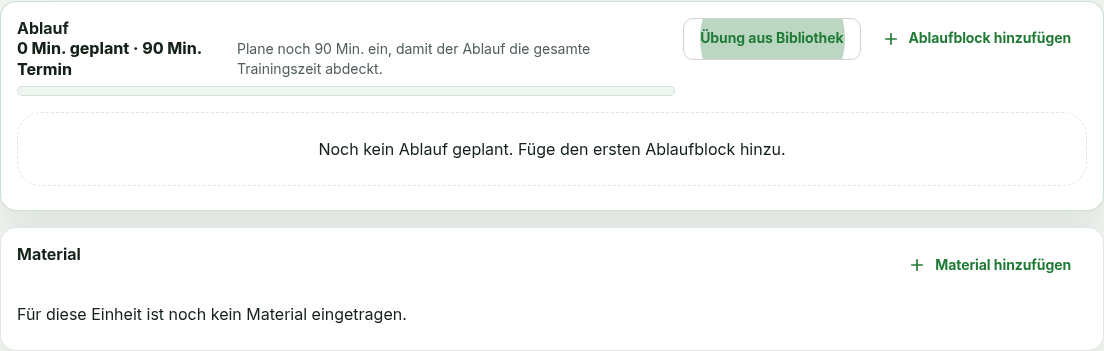 Ablauf
0 Min. geplant · 90 Min.
Termin
Plane noch 90 Min. ein, damit der Ablauf die gesamte
Trainingszeit abdeckt.
Übung aus Bibliothek
Ablaufblock hinzufügen
Noch kein Ablauf geplant. Füge den ersten Ablaufblock hinzu.
Material
Material hinzufügen
Für diese Einheit ist noch kein Material eingetragen.